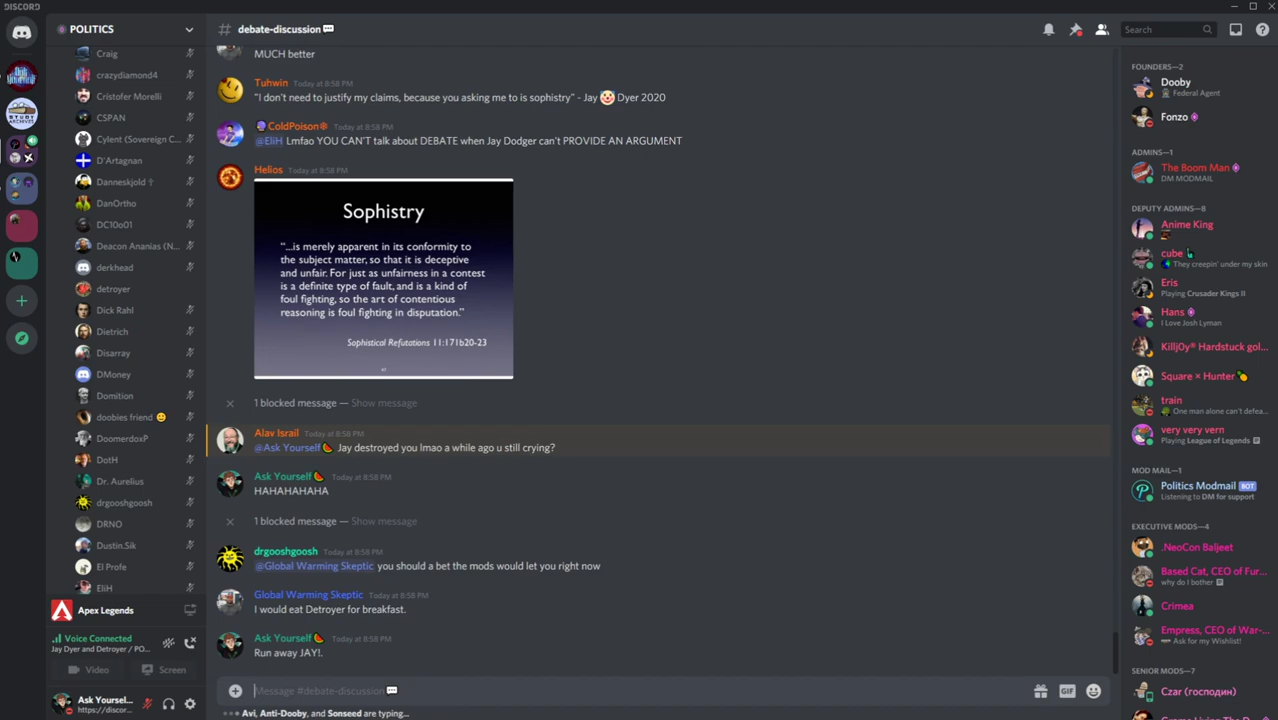 DISCORD
POLITICS
Craig
crazydiamond4
Cristofer Morelli
CSPAN
Cylent (Sovereign C...
D'Artagnan
Danneskjold
DanOrtho
DC10o01
Deacon Ananias (N...
derkhead
detroyer
Dick Rahl
Dietrich
Disarray
DMoney
Domition
doobies friend
DoomerdoxP
DotH
Dr. Aurelius
drgooshgoosh
DRNO
Dustin.Sik
El Profe
EliH
Apex Legends
Voice Connected
Jay Dyer and Detroyer / PO...
Video
Screen
Ask Yoursel...
https://discor...
# debate-discussion
Search
MUCH better
Tuhwin Today at 8:58 PM
"I don't need to justify my claims, because you asking me to is sophistry" - Jay Dyer 2020
ColdPoison Today at 8:58 PM
@EliH Lmfao YOU CAN'T talk about DEBATE when Jay Dodger can't PROVIDE AN ARGUMENT
Helios Today at 8:58 PM
Sophistry
"...is merely apparent in its conformity to
the subject matter, so that it is deceptive
and unfair. For just as unfairness in a contest
is a definite type of fault, and is a kind of
foul fighting, so the art of contentious
reasoning is foul fighting in disputation."
Sophistical Refutations 11:171b20-23
1 blocked message — Show message
Alav Israil Today at 8:58 PM
@Ask Yourself Jay destroyed you lmao a while ago u still crying?
Ask Yourself Today at 8:58 PM
HAHAHAHAHA
1 blocked message — Show message
drgooshgoosh Today at 8:58 PM
@Global Warming Skeptic you should a bet the mods would let you right now
Global Warming Skeptic Today at 8:58 PM
I would eat Detroyer for breakfast.
Ask Yourself Today at 8:58 PM
Run away JAY!.
Message #debate-discussion
GIF
Avi, Anti-Dooby, and Sonseed are typing...
FOUNDERS—2
Dooby
Federal Agent
Fonzo
ADMINS—1
The Boom Man
DM MODMAIL
DEPUTY ADMINS—8
Anime King
cube
They creepin' under my skin
Eris
Playing Crusader Kings II
Hans
I Love Josh Lyman
Killj0y® Hardstuck gol...
Square × Hunter
train
One man alone can't defea...
very very vern
Playing League of Legends
MOD MAIL—1
Politics Modmail BOT
Listening to DM for support
EXECUTIVE MODS—4
.NeoCon Baljeet
Based Cat, CEO of Fur...
why do I bother
Crimea
Empress, CEO of War-...
Ask for my Wishlist!
SENIOR MODS—7
Czar (господин)